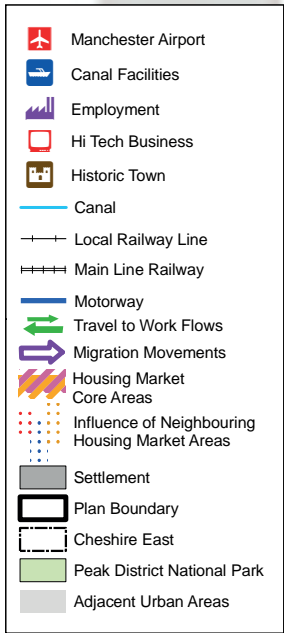 Manchester Airport
Canal Facilities
Employment
Hi Tech Business
Historic Town
Canal
Local Railway Line
Main Line Railway
Motorway
Travel to Work Flows
Migration Movements
Housing Market
Core Areas
Influence of Neighbouring
Housing Market Areas
Settlement
Plan Boundary
Cheshire East
Peak District National Park
Adjacent Urban Areas